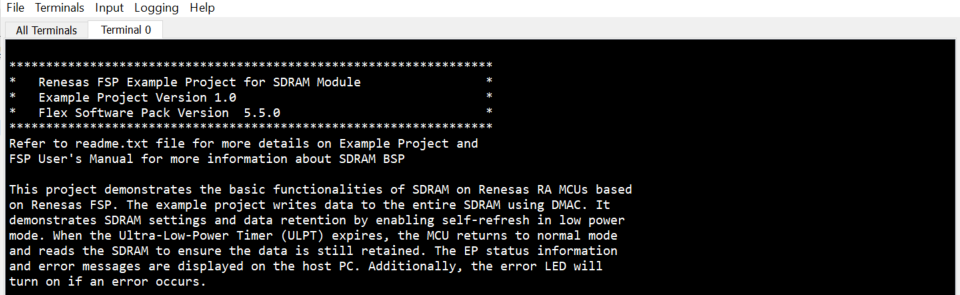 File Terminals Input Logging Help
All Terminals Terminal 0
******************************************************************
* Renesas FSP Example Project for SDRAM Module *
* Example Project Version 1.0 *
* Flex Software Pack Version 5.5.0 *
******************************************************************
Refer to readme.txt file for more details on Example Project and
FSP User's Manual for more information about SDRAM BSP
This project demonstrates the basic functionalities of SDRAM on Renesas RA MCUs based
on Renesas FSP. The example project writes data to the entire SDRAM using DMAC. It
demonstrates SDRAM settings and data retention by enabling self-refresh in low power
mode. When the Ultra-Low-Power Timer (ULPT) expires, the MCU returns to normal mode
and reads the SDRAM to ensure the data is still retained. The EP status information
and error messages are displayed on the host PC. Additionally, the error LED will
turn on if an error occurs.